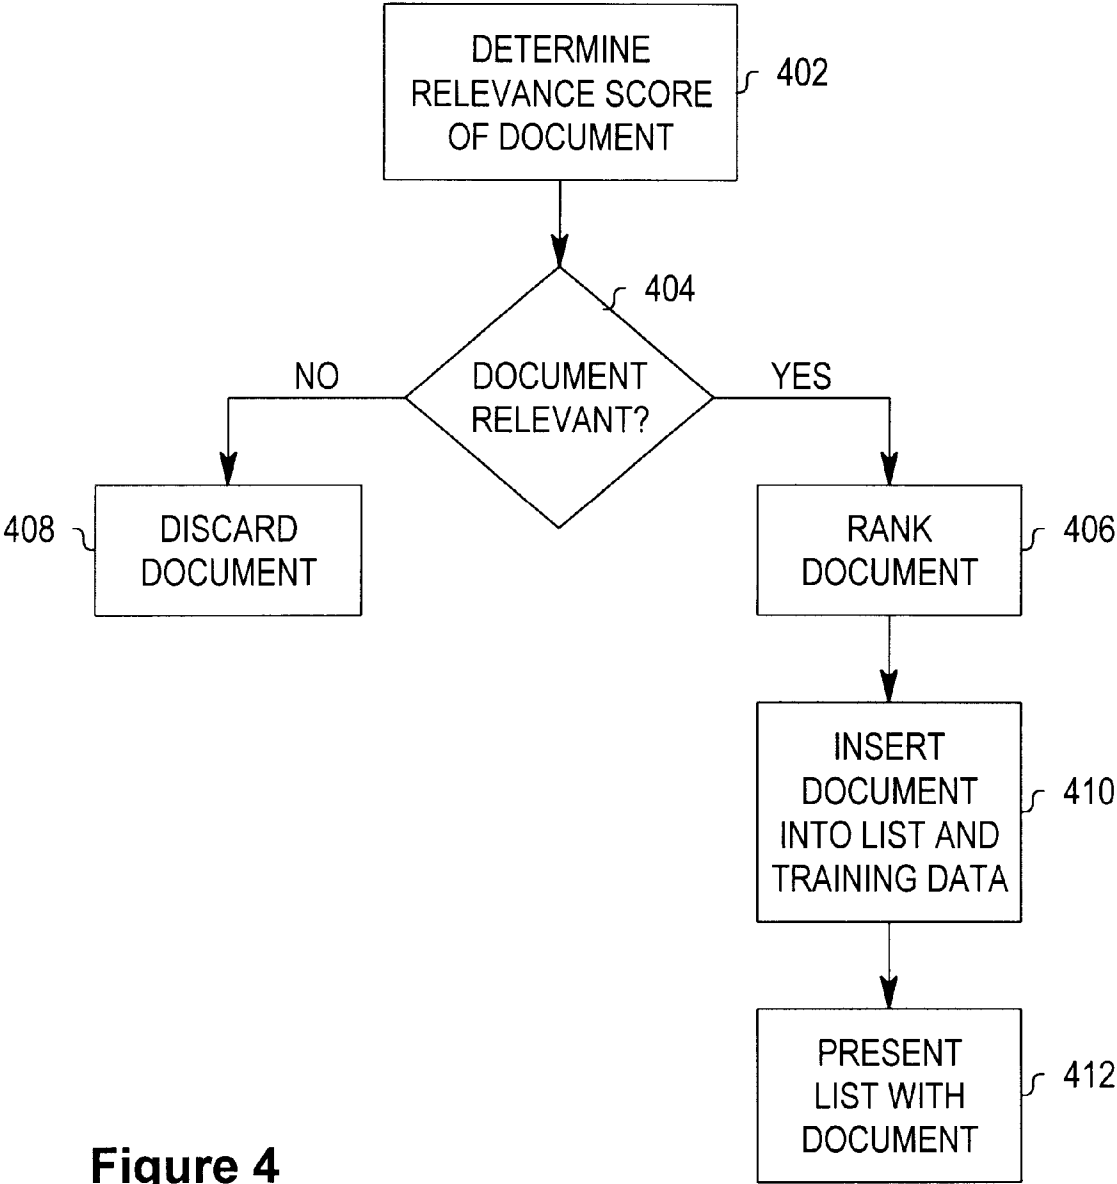 DETERMINE
RELEVANCE SCORE
OF DOCUMENT
402
404
DOCUMENT
RELEVANT?
NO
YES
408
DISCARD
DOCUMENT
RANK
DOCUMENT
406
INSERT
DOCUMENT
INTO LIST AND
TRAINING DATA
410
PRESENT
LIST WITH
DOCUMENT
412
Figure 4